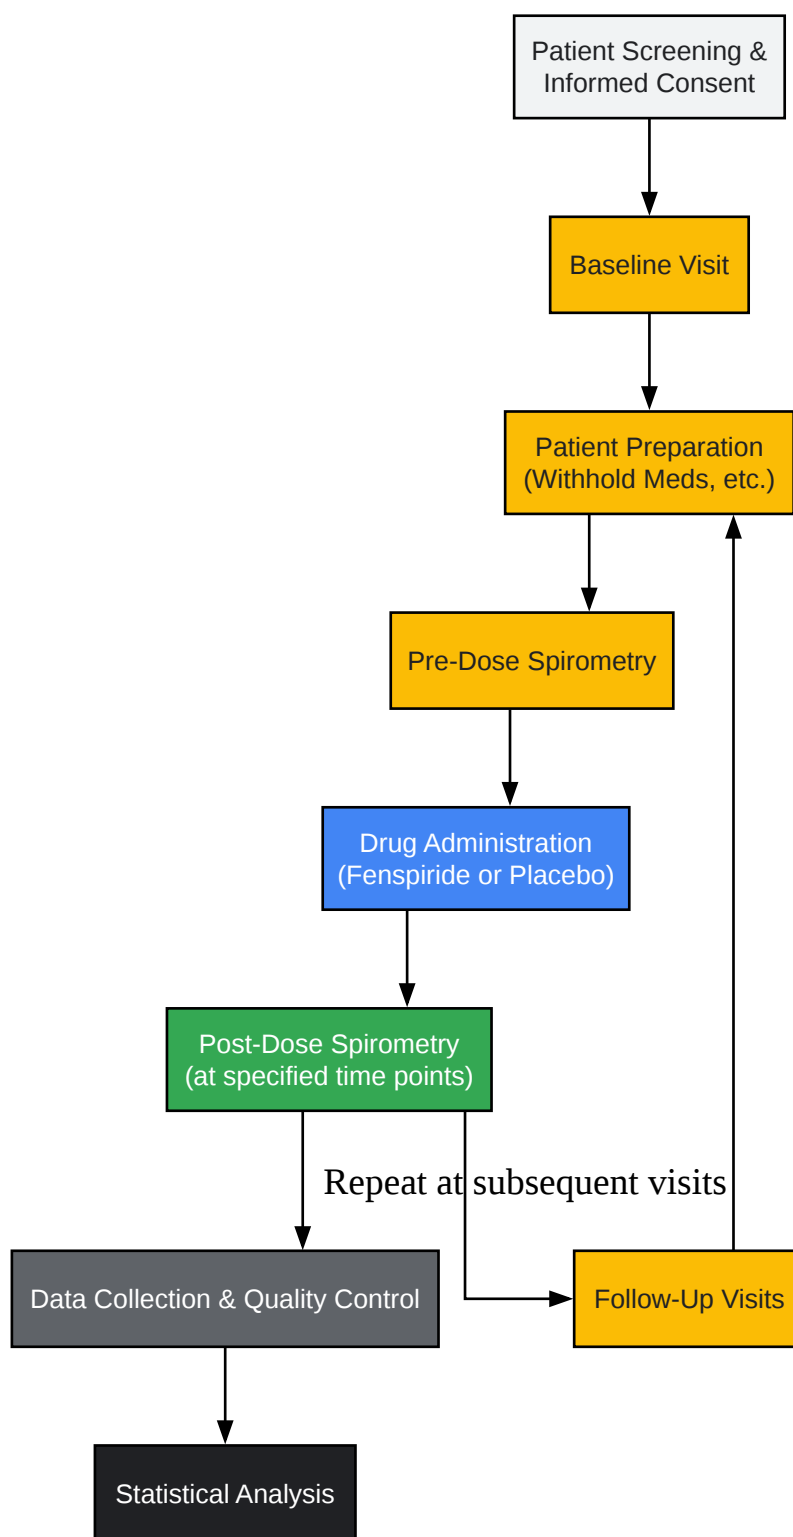 Patient Screening &
Informed Consent
Baseline Visit
Patient Preparation
(Withhold Meds, etc.)
Pre-Dose Spirometry
Drug Administration
(Fenspiride or Placebo)
Post-Dose Spirometry
(at specified time points)
Repeat at subsequent visits
Data Collection & Quality Control
Follow-Up Visits
Statistical Analysis